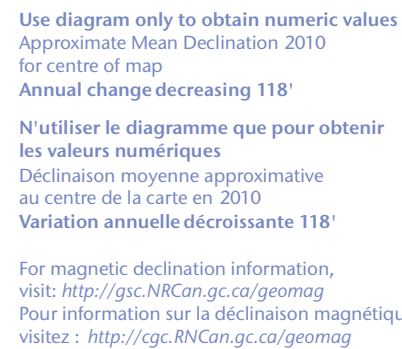 Use diagram only to obtain numeric values
Approximate Mean Declination 2010
for centre of map
Annual change decreasing 118'
N'utiliser le diagramme que pour obtenir
les valeurs numériques
Déclinaison moyenne approximative
au centre de la carte en 2010
Variation annuelle décroissante 118'
For magnetic declination information,
visit: http://gsc.NRCan.gc.ca/geomag
Pour information sur la déclinaison magnétiqu
visitez : http://cgc.RNCan.gc.ca/geomag